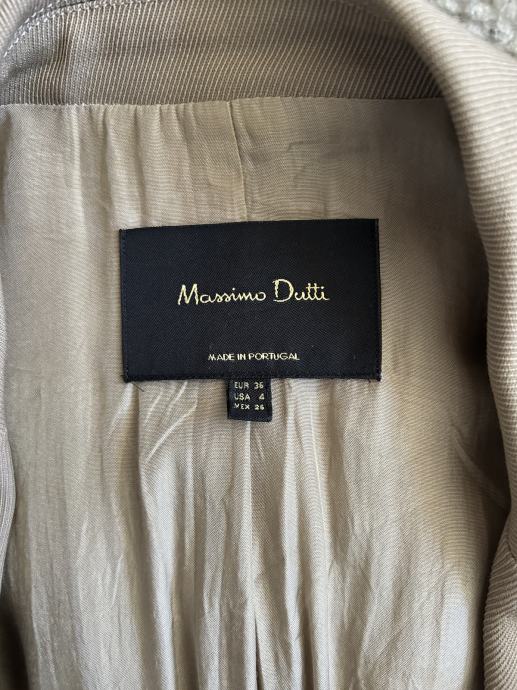 Massimo Dutti
MADE IN PORTUGAL
EUR 36
USA 4
MEX 26